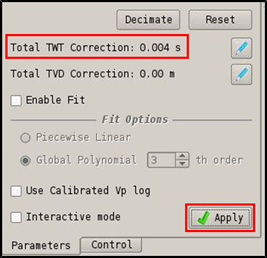 Decimate Reset
Total TWT Correction: 0.004 s
Total TVD Correction: 0.00 m
Enable Fit
Fit Options
Piecewise Linear
Global Polynomial 3 th order
Use Calibrated Vp log
Interactive mode Apply
Parameters Control